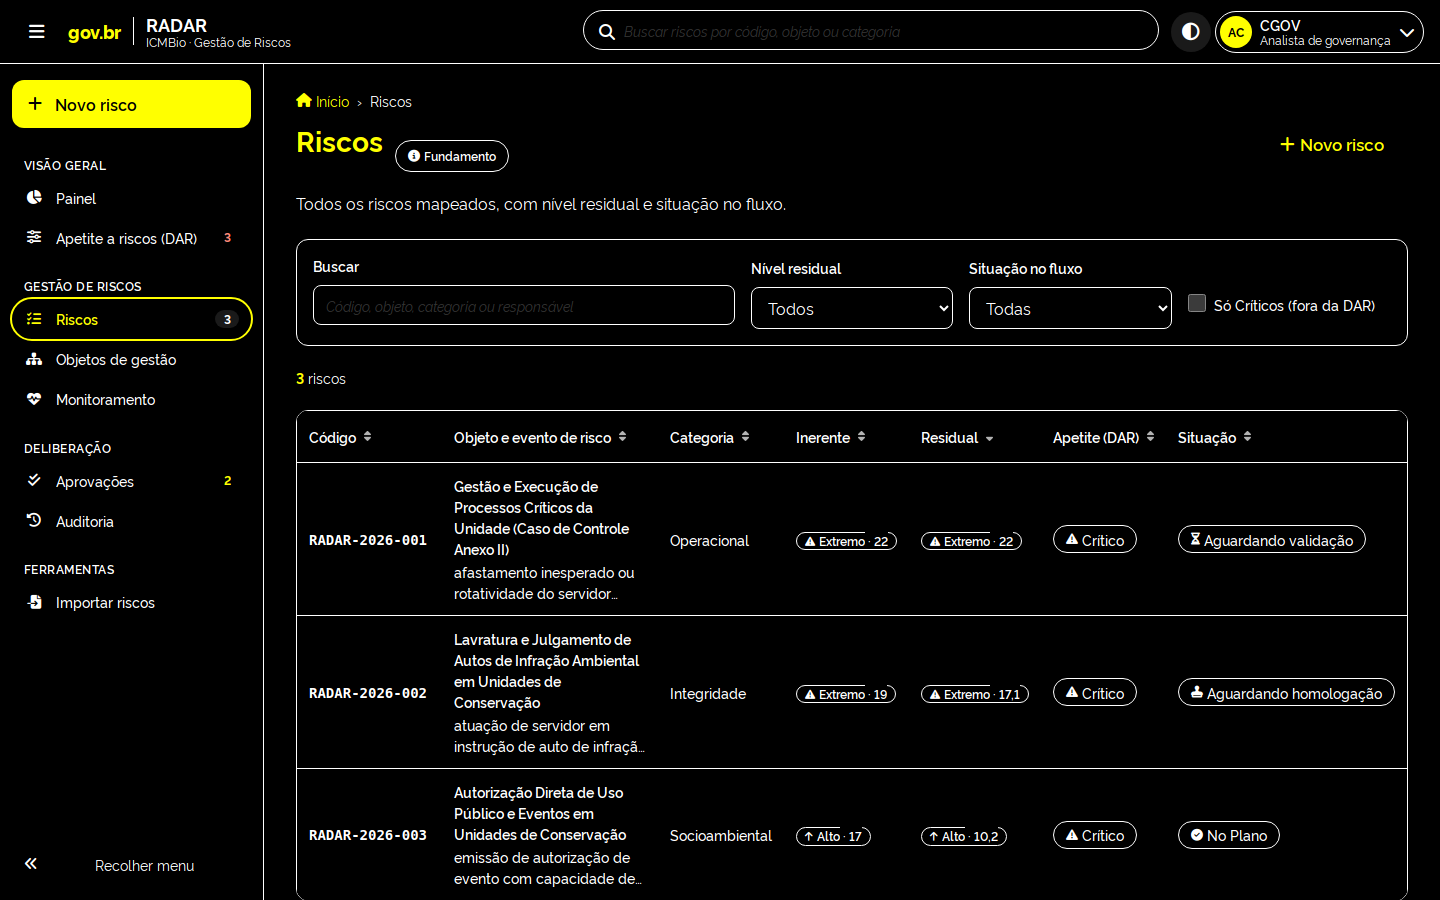 gov.br
RADAR
ICMBio · Gestão de Riscos
Buscar riscos por código, objeto ou categoria
AC
CGOV
Analista de governança
Novo risco
VISÃO GERAL
Painel
Apetite a riscos (DAR) 3
GESTÃO DE RISCOS
Riscos 3
Objetos de gestão
Monitoramento
DELIBERAÇÃO
Aprovações 2
Auditoria
FERRAMENTAS
Importar riscos
Recolher menu
Início › Riscos
Riscos
Fundamento
Novo risco
Todos os riscos mapeados, com nível residual e situação no fluxo.
Buscar
Código, objeto, categoria ou responsável
Nível residual
Todos
Situação no fluxo
Todas
Só Críticos (fora da DAR)
3 riscos
Código Objeto e evento de risco Categoria Inerente Residual Apetite (DAR) Situação
RADAR-2026-001
Gestão e Execução de
Processos Críticos da
Unidade (Caso de Controle
Anexo II)
afastamento inesperado ou
rotatividade do servidor…
Operacional
Extremo · 22
Extremo · 22
Crítico
Aguardando validação
RADAR-2026-002
Lavratura e Julgamento de
Autos de Infração Ambiental
em Unidades de
Conservação
atuação de servidor em
instrução de auto de infraçã…
Integridade
Extremo · 19
Extremo · 17,1
Crítico
Aguardando homologação
RADAR-2026-003
Autorização Direta de Uso
Público e Eventos em
Unidades de Conservação
emissão de autorização de
evento com capacidade de…
Socioambiental
Alto · 17
Alto · 10,2
Crítico
No Plano